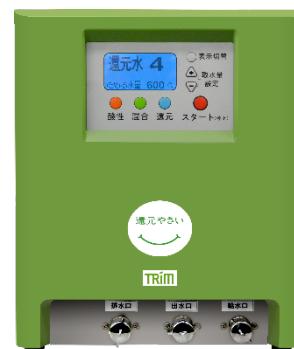 還元水 4
水量 600
表示切替
取水量
設定
酸性 混合 還元 スタート
還元やさい
TRIM
排水口 出水口 給水口